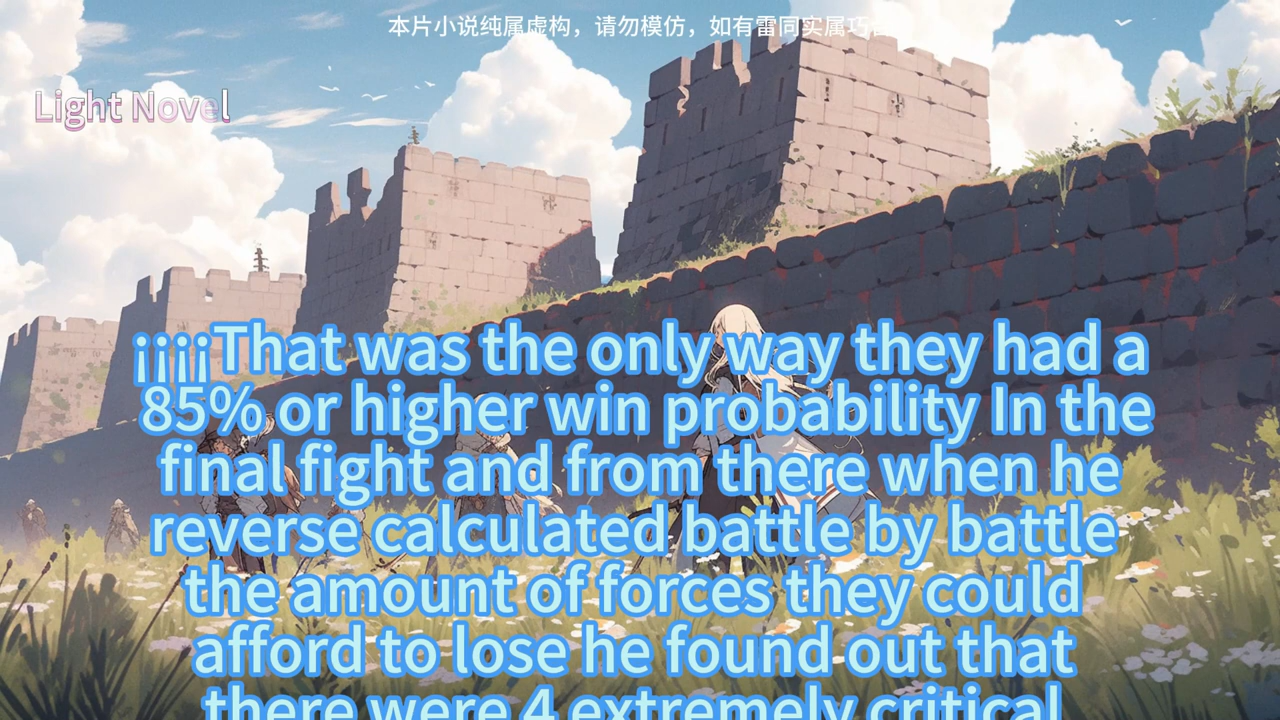 本片小说纯属虚构，请勿模仿，如有雷同实属巧合
Light Novel
¡¡¡¡That was the only way they had a
85% or higher win probability In the
final fight and from there when he
reverse calculated battle by battle
the amount of forces they could
afford to lose he found out that
there were 4 extremely critical